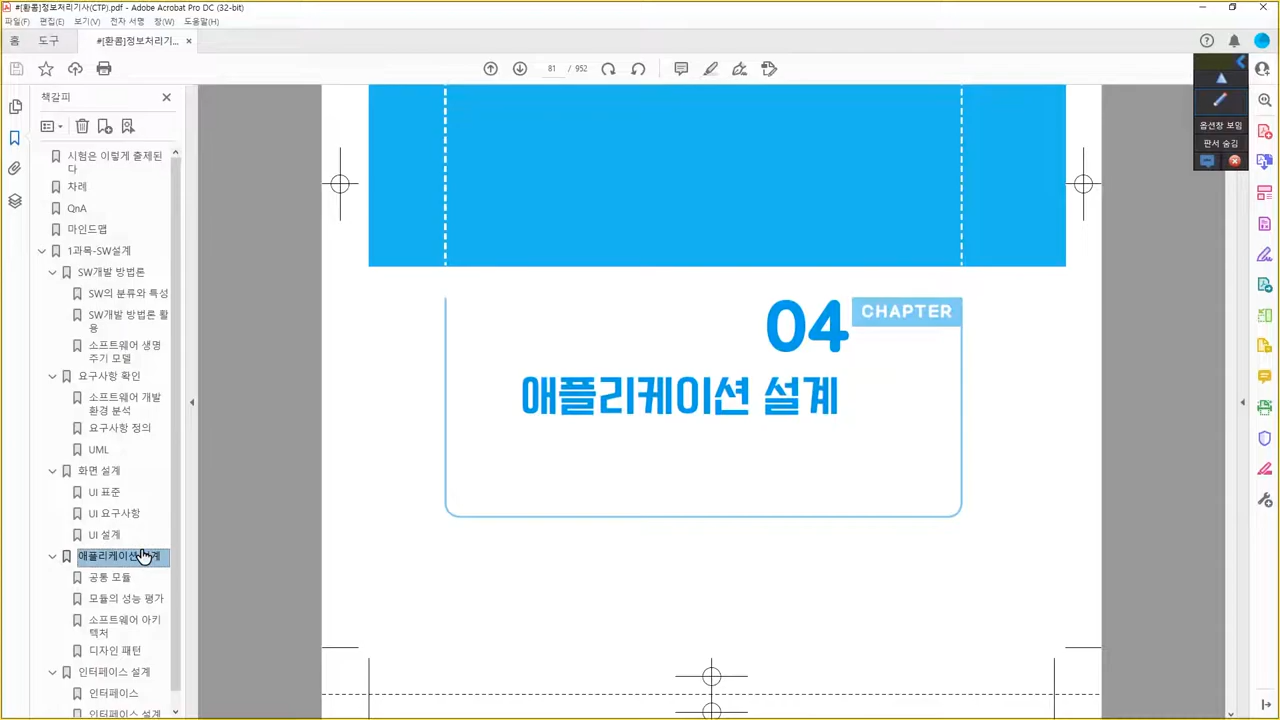 #[환콤]정보처리기사(CTP).pdf - Adobe Acrobat Pro DC (32-bit)
파일(F) 편집(E) 보기(V) 전자 서명 창(W) 도움말(H)
홈 도구 #[환콤]정보처리기... ×
81 / 952
책갈피
옵션창 보임
판서 숨김
시험은 이렇게 출제된
다
차례
QnA
마인드맵
1과목-SW설계
SW개발 방법론
SW의 분류와 특성
SW개발 방법론 활
용
소프트웨어 생명
주기 모델
요구사항 확인
소프트웨어 개발
환경 분석
요구사항 정의
UML
화면 설계
UI 표준
UI 요구사항
UI 설계
애플리케이션 설계
공통 모듈
모듈의 성능 평가
소프트웨어 아키
텍처
디자인 패턴
인터페이스 설계
인터페이스
인터페이스 설계
04 CHAPTER
애플리케이션 설계